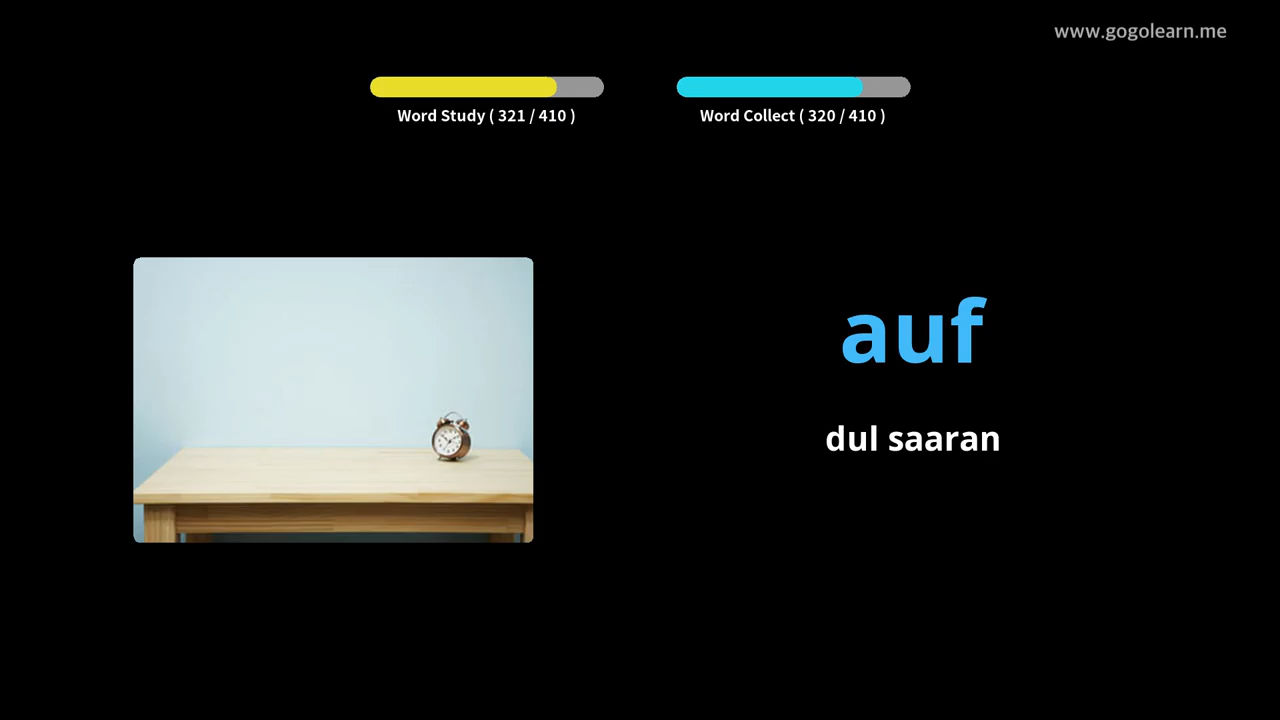 www.gogolearn.me
Word Study ( 321 / 410 )
Word Collect ( 320 / 410 )
auf
dul saaran